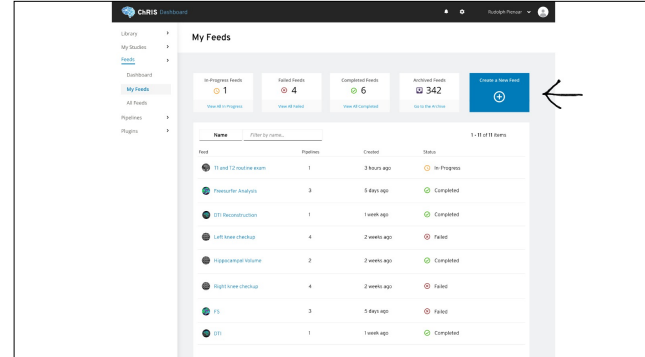 ChRIS Dashboard
Rudolph Pienaar
Library
My Studies
Feeds
Dashboard
My Feeds
All Feeds
Pipelines
Plugins
My Feeds
In-Progress Feeds
1
View All In-Progress
Failed Feeds
4
View All Failed
Completed Feeds
6
View All Completed
Archived Feeds
342
Go to the Archive
Create a New Feed
Name Filter by name... 1 - 11 of 11 items
Feed Pipelines Created Status
T1 and T2 routine exam 1 3 hours ago In-Progress
Freesurfer Analysis 3 5 days ago Completed
DTI Reconstruction 1 1 week ago Completed
Left knee checkup 4 2 weeks ago Failed
Hippocampal Volume 2 2 weeks ago Completed
Right knee checkup 4 2 weeks ago Failed
FS 3 5 days ago Failed
DTI 1 1 week ago Completed